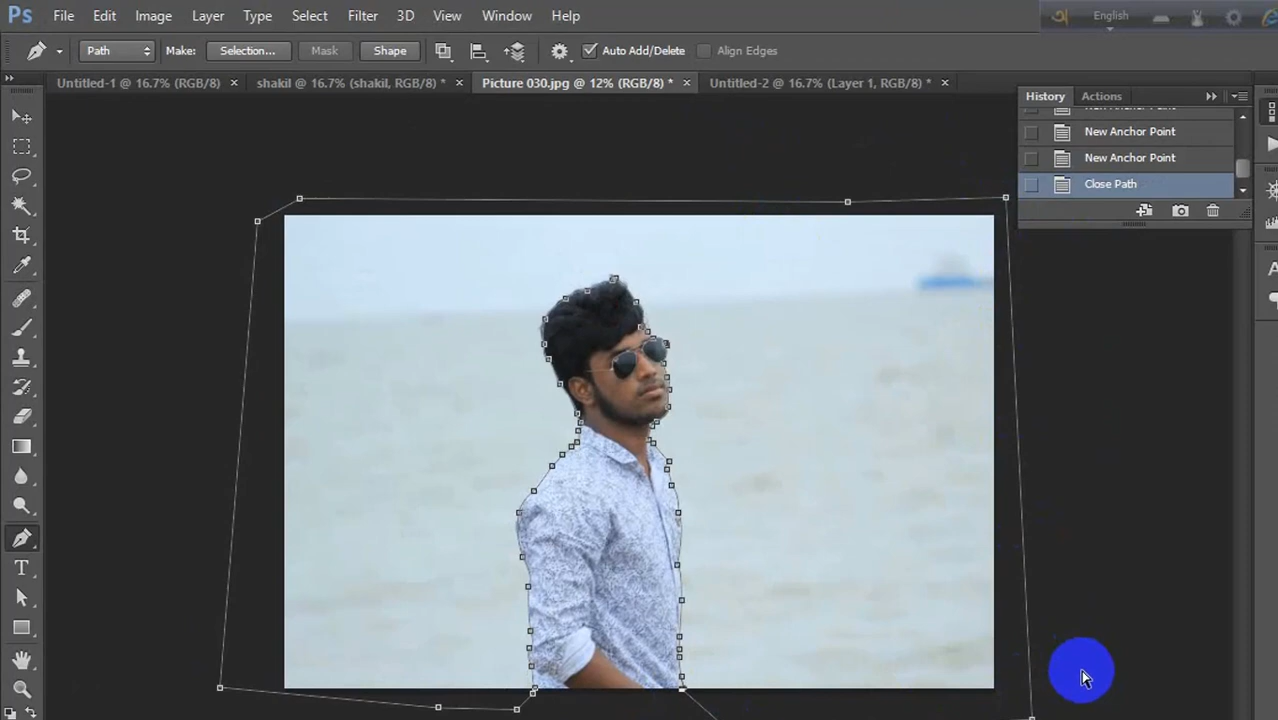 Ps File Edit Image Layer Type Select Filter 3D View Window Help
অ English
Path Make: Selection... Mask Shape Auto Add/Delete Align Edges
Untitled-1 @ 16.7% (RGB/8) × shakil @ 16.7% (shakil, RGB/8) * × Picture 030.jpg @ 12% (RGB/8) * × Untitled-2 @ 16.7% (Layer 1, RGB/8) * ×
History Actions
New Anchor Point
New Anchor Point
Close Path
T